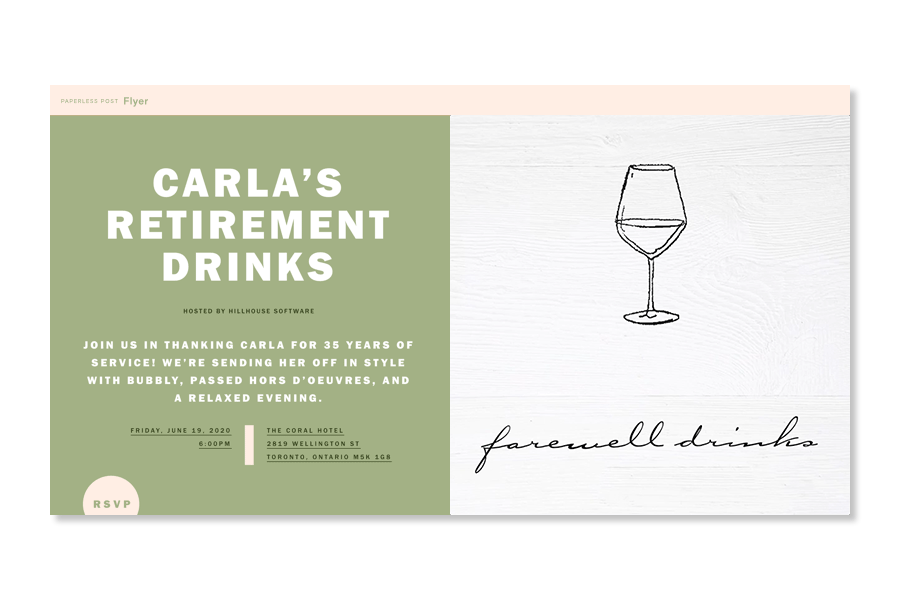 PAPERLESS POST Flyer
CARLA’S
RETIREMENT
DRINKS
HOSTED BY HILLHOUSE SOFTWARE
JOIN US IN THANKING CARLA FOR 35 YEARS OF
SERVICE! WE’RE SENDING HER OFF IN STYLE
WITH BUBBLY, PASSED HORS D’OEUVRES, AND
A RELAXED EVENING.
FRIDAY, JUNE 19, 2020
6:00PM
THE CORAL HOTEL
2819 WELLINGTON ST
TORONTO, ONTARIO M5K 1G8
RSVP
farewell drinks